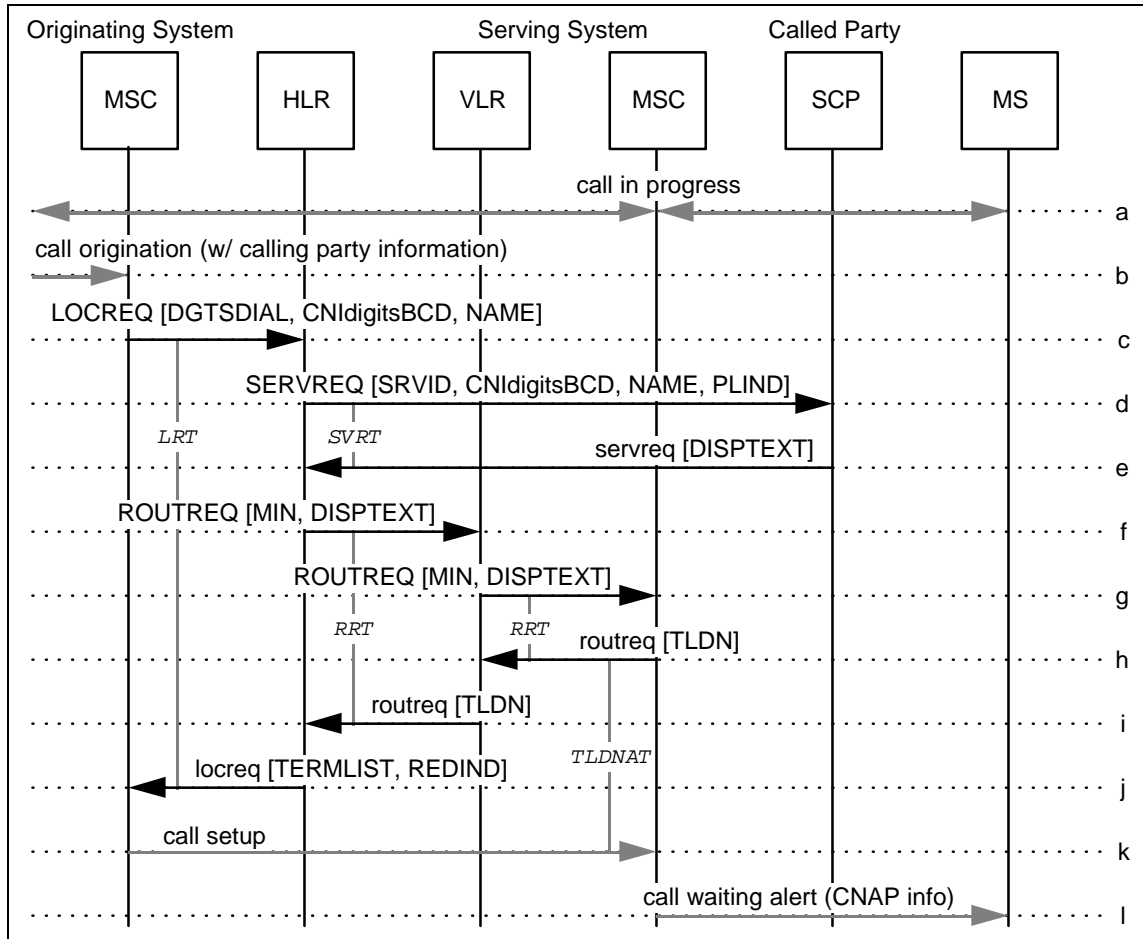 Originating System Serving System Called Party
MSC HLR VLR MSC SCP MS
call in progress
a
call origination (w/ calling party information)
b
LOCREQ [DGTSDIAL, CNIdigitsBCD, NAME]
c
SERVREQ [SRVID, CNIdigitsBCD, NAME, PLIND]
d
LRT SVRT
servreq [DISPTEXT]
e
ROUTREQ [MIN, DISPTEXT]
f
ROUTREQ [MIN, DISPTEXT]
g
RRT RRT
routreq [TLDN]
h
routreq [TLDN]
i
TLDNAT
locreq [TERMLIST, REDIND]
j
call setup
k
call waiting alert (CNAP info)
l